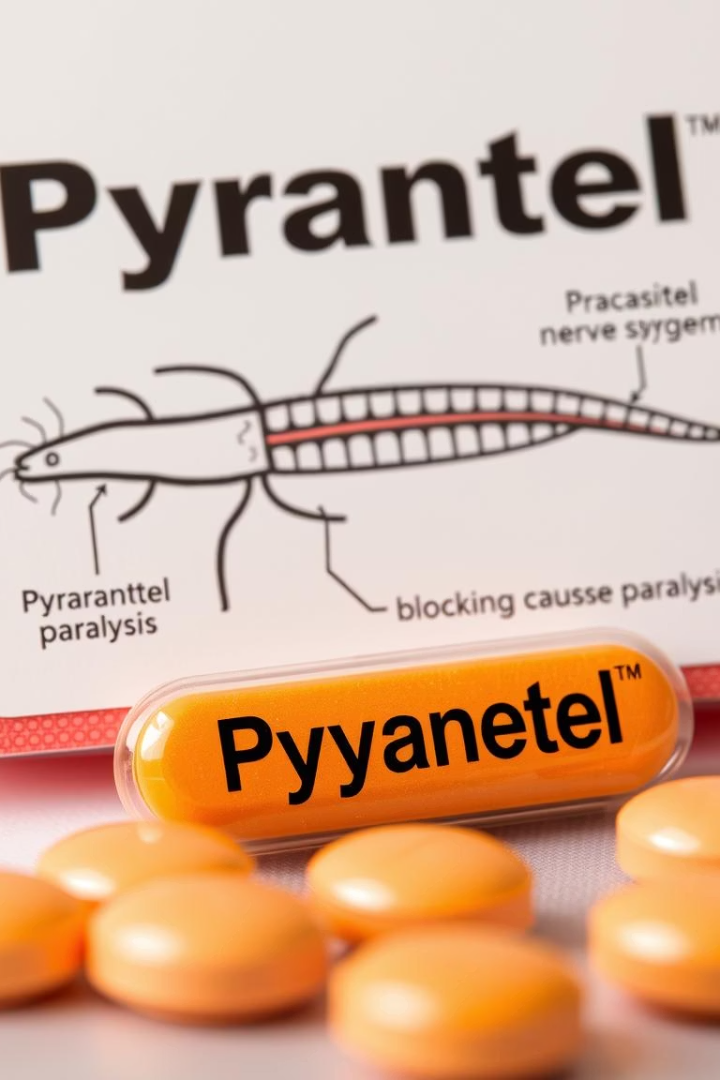 Pyrantel™
Pracasitel
nerve syygem
Pyraranttel
paralysis
blocking causse paralysi
Pyyanetel™